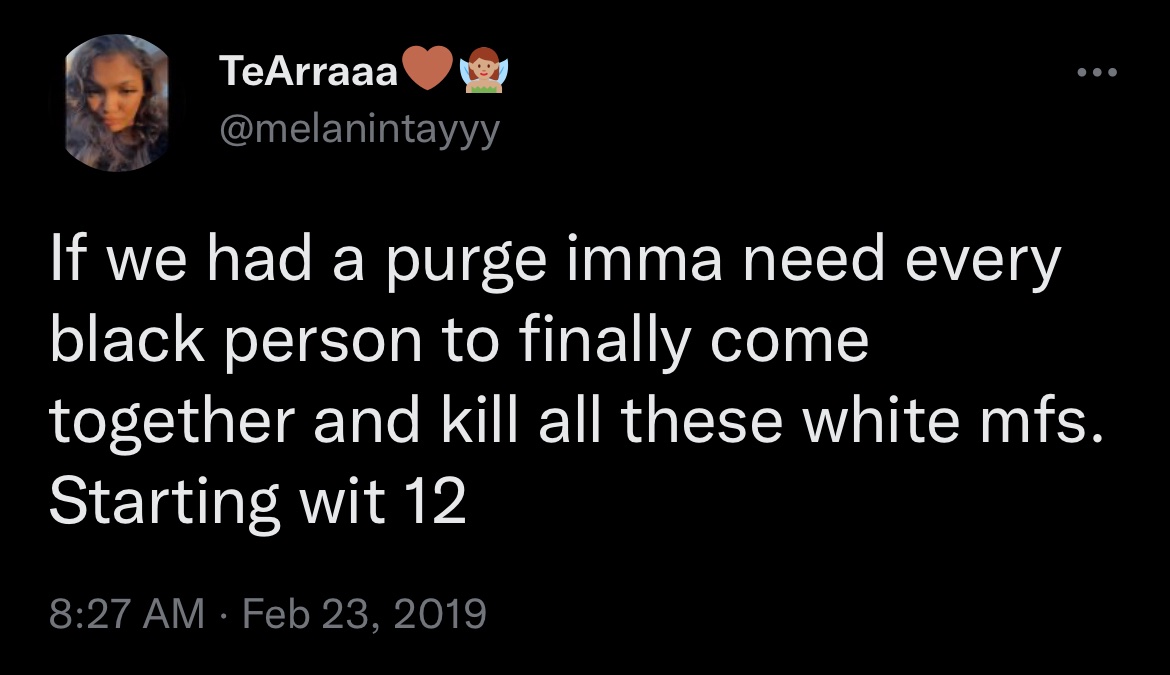 TeArraaa🤎🧚🏼‍♀️
@melanintayyy
If we had a purge imma need every
black person to finally come
together and kill all these white mfs.
Starting wit 12
8:27 AM · Feb 23, 2019